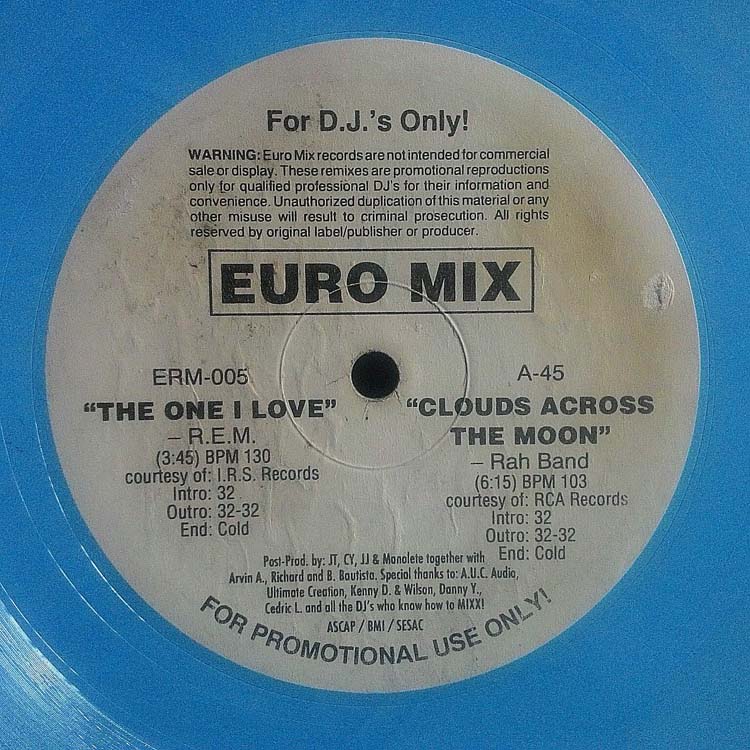 For D.J.'s Only!
WARNING: Euro Mix records are not intended for commercial
sale or display. These remixes are promotional reproductions
only for qualified professional DJ's for their information and
convenience. Unauthorized duplication of this material or any
other misuse will result to criminal prosecution. All rights
reserved by original label/publisher or producer.
EURO MIX
ERM-005
"THE ONE I LOVE"
– R.E.M.
(3:45) BPM 130
courtesy of: I.R.S. Records
Intro: 32
Outro: 32-32
End: Cold
A-45
"CLOUDS ACROSS
THE MOON"
– Rah Band
(6:15) BPM 103
courtesy of: RCA Records
Intro: 32
Outro: 32-32
End: Cold
Post-Prod. by: JT, CY, JJ & Manolete together with
Arvin A., Richard and B. Bautista. Special thanks to: A.U.C. Audio,
Ultimate Creation, Kenny D. & Wilson, Danny Y.,
Cedric L. and all the DJ's who know how to MIXX!
ASCAP / BMI / SESAC
FOR PROMOTIONAL USE ONLY!